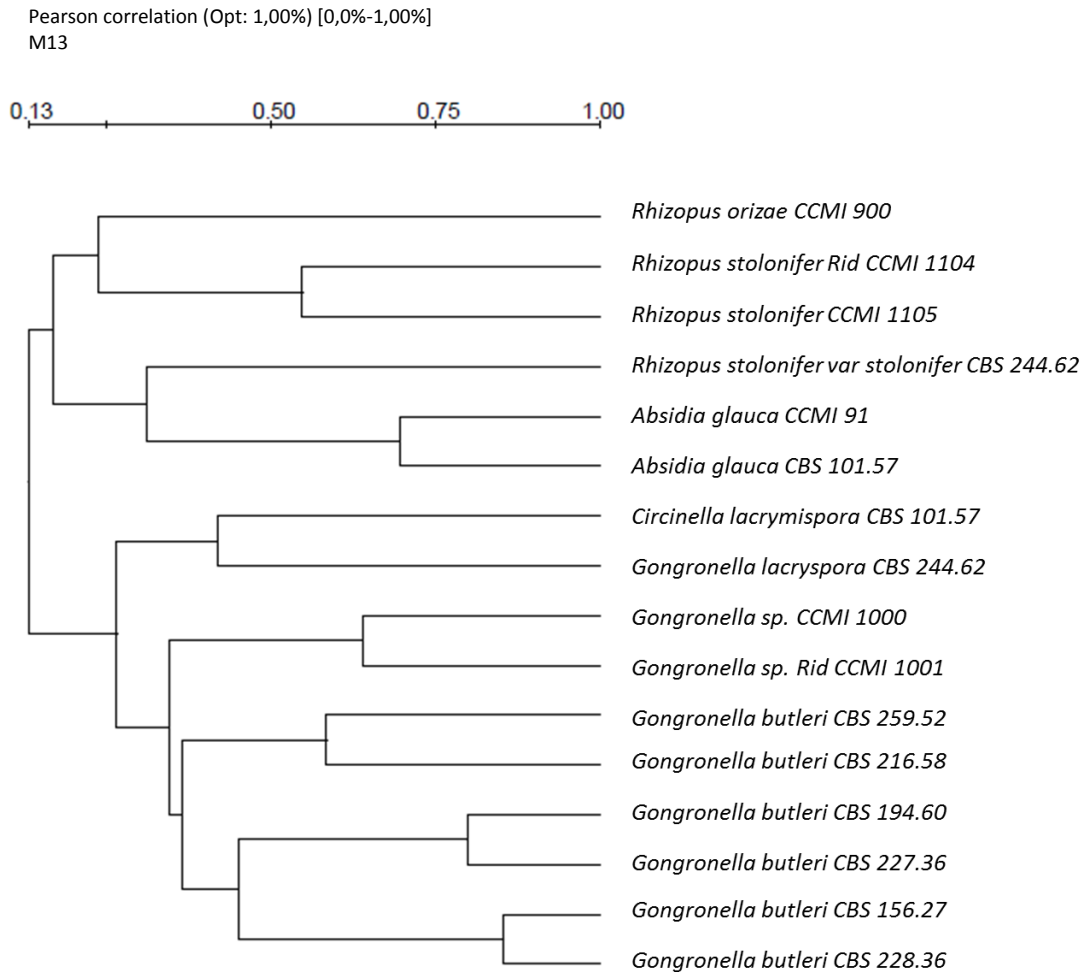 Pearson correlation (Opt: 1,00%) [0,0%-1,00%]
M13
0.13 0.50 0.75 1.00
Rhizopus orizae CCMI 900
Rhizopus stolonifer Rid CCMI 1104
Rhizopus stolonifer CCMI 1105
Rhizopus stolonifer var stolonifer CBS 244.62
Absidia glauca CCMI 91
Absidia glauca CBS 101.57
Circinella lacrymispora CBS 101.57
Gongronella lacryspora CBS 244.62
Gongronella sp. CCMI 1000
Gongronella sp. Rid CCMI 1001
Gongronella butleri CBS 259.52
Gongronella butleri CBS 216.58
Gongronella butleri CBS 194.60
Gongronella butleri CBS 227.36
Gongronella butleri CBS 156.27
Gongronella butleri CBS 228.36